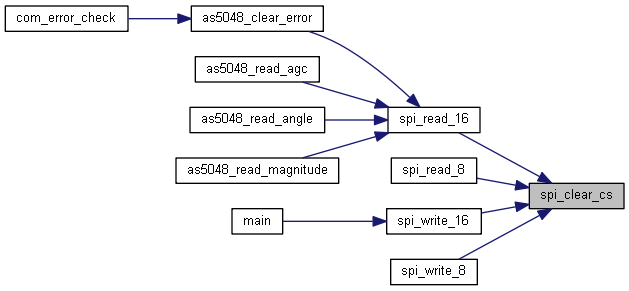 com_error_check
as5048_clear_error
as5048_read_agc
as5048_read_angle
spi_read_16
as5048_read_magnitude
spi_read_8
spi_clear_cs
main
spi_write_16
spi_write_8